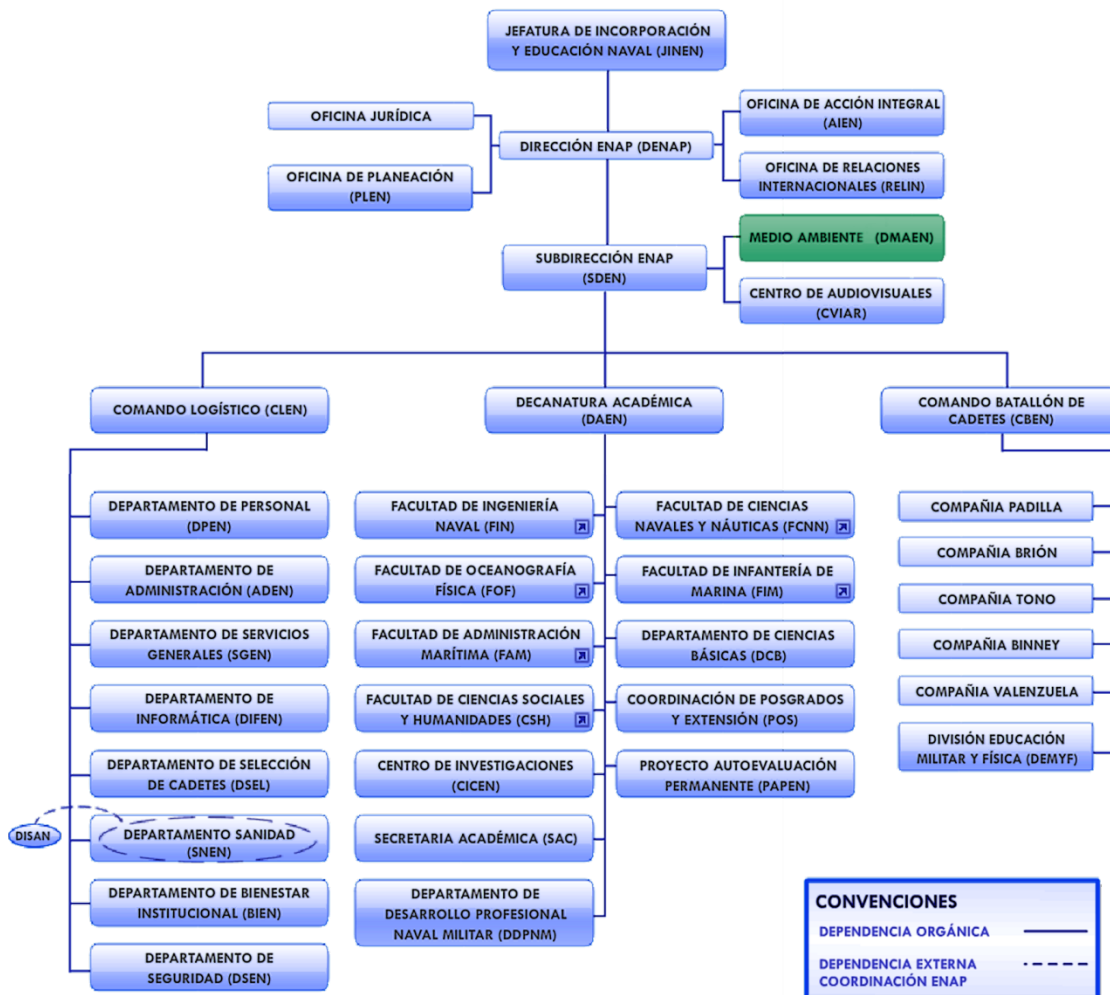 JEFATURA DE INCORPORACIÓN
Y EDUCACIÓN NAVAL (JINEN)
OFICINA JURÍDICA
OFICINA DE PLANEACIÓN
(PLEN)
DIRECCIÓN ENAP (DENAP)
OFICINA DE ACCIÓN INTEGRAL
(AIEN)
OFICINA DE RELACIONES
INTERNACIONALES (RELIN)
SUBDIRECCIÓN ENAP
(SDEN)
MEDIO AMBIENTE (DMAEN)
CENTRO DE AUDIOVISUALES
(CVIAR)
COMANDO LOGÍSTICO (CLEN)
DECANATURA ACADÉMICA
(DAEN)
COMANDO BATALLÓN DE
CADETES (CBEN)
DEPARTAMENTO DE PERSONAL
(DPEN)
DEPARTAMENTO DE
ADMINISTRACIÓN (ADEN)
DEPARTAMENTO DE SERVICIOS
GENERALES (SGEN)
DEPARTAMENTO DE
INFORMÁTICA (DIFEN)
DEPARTAMENTO DE SELECCIÓN
DE CADETES (DSEL)
DISAN
DEPARTAMENTO SANIDAD
(SNEN)
DEPARTAMENTO DE BIENESTAR
INSTITUCIONAL (BIEN)
DEPARTAMENTO DE
SEGURIDAD (DSEN)
FACULTAD DE INGENIERÍA
NAVAL (FIN)
FACULTAD DE OCEANOGRAFÍA
FÍSICA (FOF)
FACULTAD DE ADMINISTRACIÓN
MARÍTIMA (FAM)
FACULTAD DE CIENCIAS SOCIALES
Y HUMANIDADES (CSH)
CENTRO DE INVESTIGACIONES
(CICEN)
SECRETARIA ACADÉMICA (SAC)
DEPARTAMENTO DE
DESARROLLO PROFESIONAL
NAVAL MILITAR (DDPNM)
FACULTAD DE CIENCIAS
NAVALES Y NÁUTICAS (FCNN)
FACULTAD DE INFANTERÍA DE
MARINA (FIM)
DEPARTAMENTO DE CIENCIAS
BÁSICAS (DCB)
COORDINACIÓN DE POSGRADOS
Y EXTENSIÓN (POS)
PROYECTO AUTOEVALUACIÓN
PERMANENTE (PAPEN)
COMPAÑIA PADILLA
COMPAÑIA BRIÓN
COMPAÑIA TONO
COMPAÑIA BINNEY
COMPAÑIA VALENZUELA
DIVISIÓN EDUCACIÓN
MILITAR Y FÍSICA (DEMYF)
CONVENCIONES
DEPENDENCIA ORGÁNICA
DEPENDENCIA EXTERNA
COORDINACIÓN ENAP